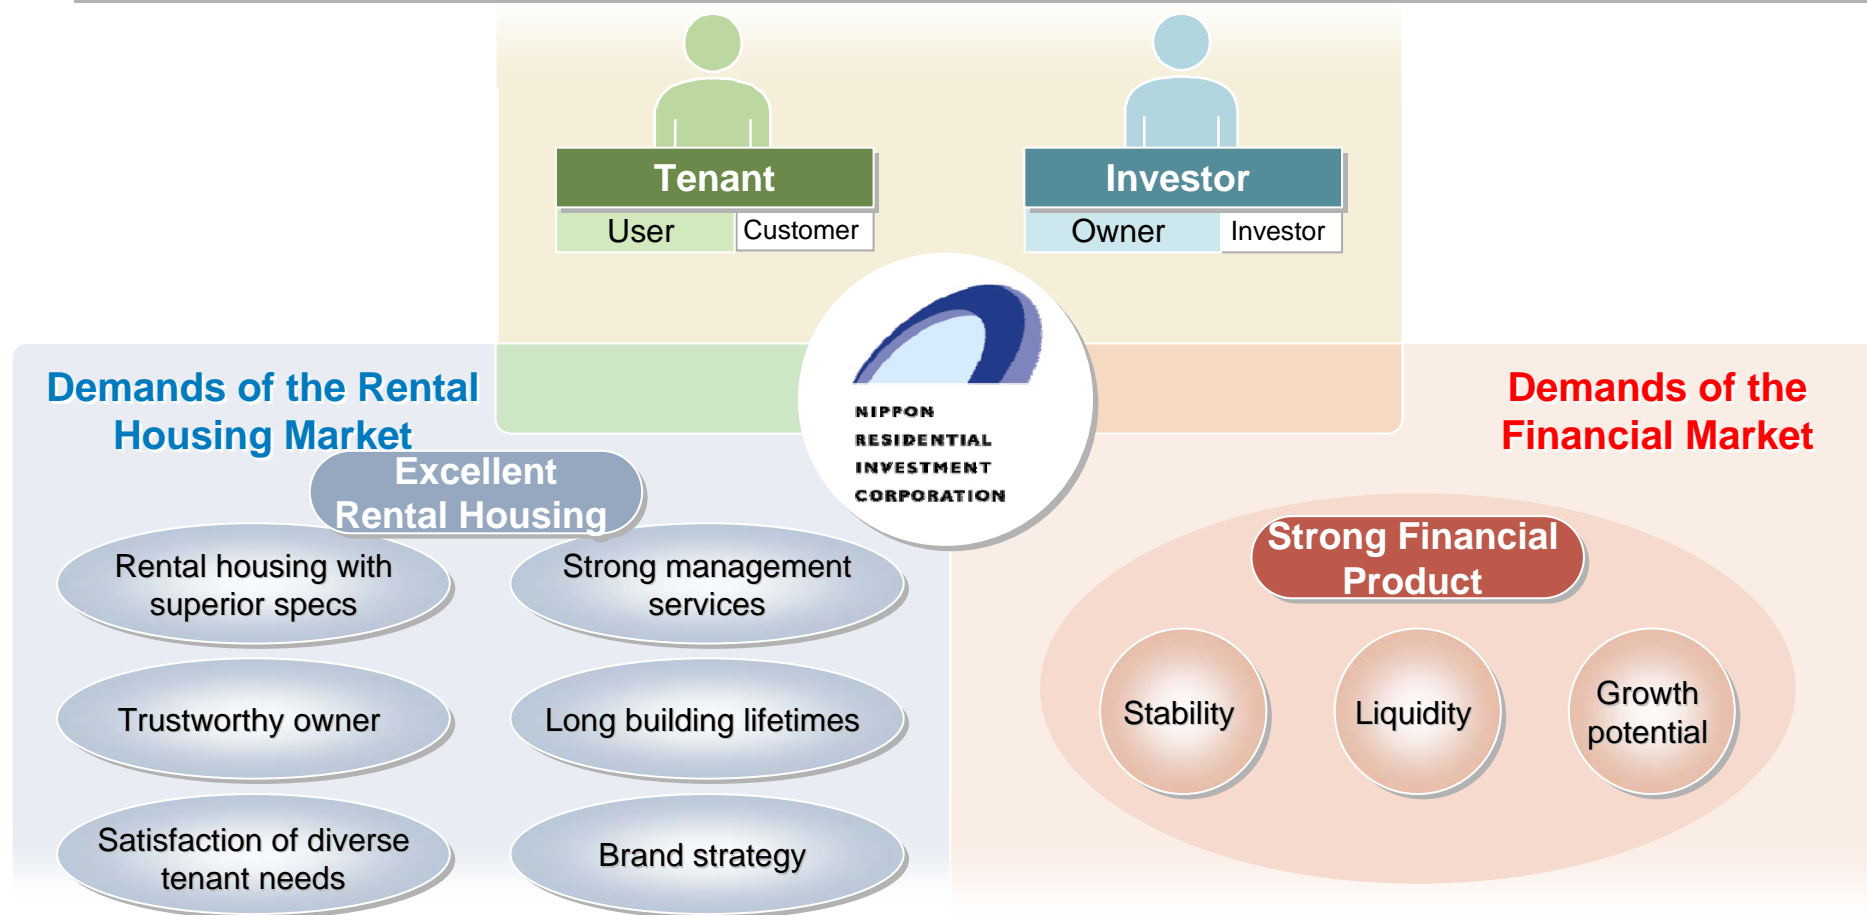 Tenant
User
Customer
Investor
Owner
Investor
NIPPON
RESIDENTIAL
INVESTMENT
CORPORATION
Demands of the Rental
Housing Market
Excellent
Rental Housing
Rental housing with
superior specs
Strong management
services
Trustworthy owner
Long building lifetimes
Satisfaction of diverse
tenant needs
Brand strategy
Demands of the
Financial Market
Strong Financial
Product
Stability
Liquidity
Growth
potential